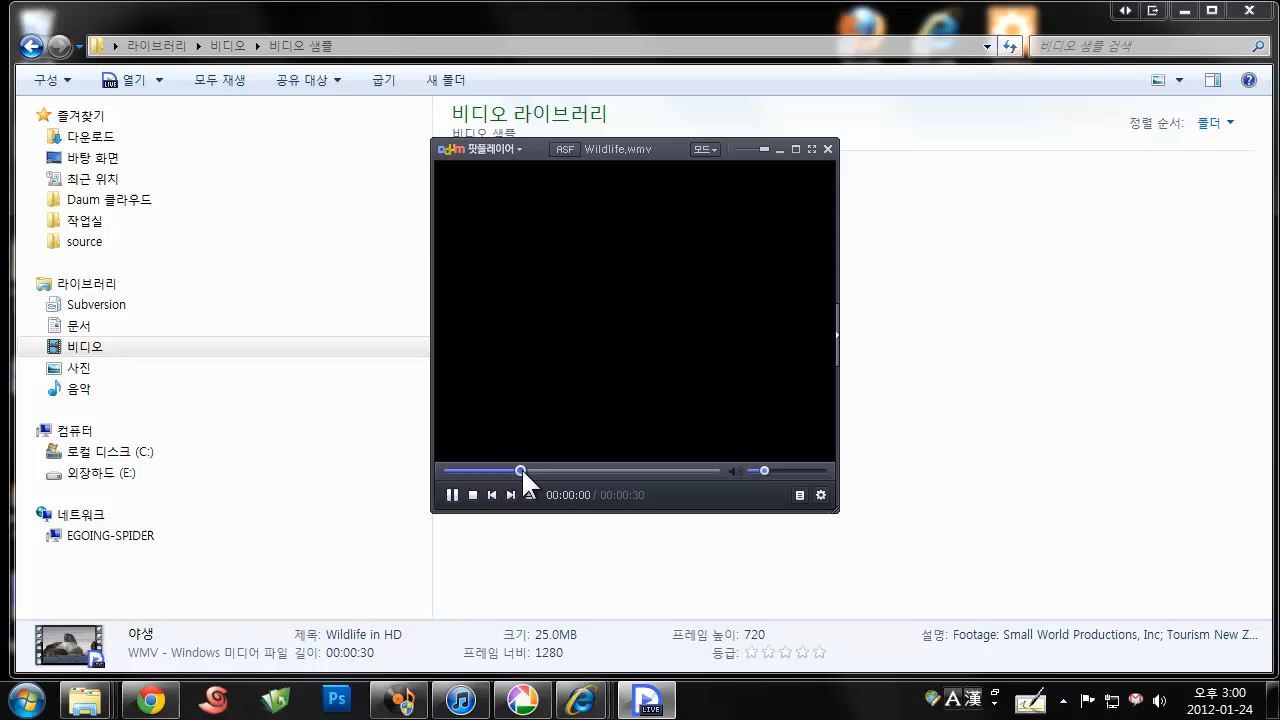 라이브러리 비디오 비디오 샘플
비디오 샘플 검색
구성 열기 모두 재생 공유 대상 굽기 새 폴더
LIVE
즐겨찾기
다운로드
바탕 화면
최근 위치
Daum 클라우드
작업실
source
라이브러리
Subversion
문서
비디오
사진
음악
컴퓨터
로컬 디스크 (C:)
외장하드 (E:)
네트워크
EGOING-SPIDER
비디오 라이브러리
비디오 샘플
정렬 순서: 폴더
Daum 팟플레이어 ASF Wildlife.wmv 모드
00:00:00 / 00:00:30
야생 제목: Wildlife in HD 크기: 25.0MB 프레임 높이: 720 설명: Footage: Small World Productions, Inc; Tourism New Z...
WMV - Windows 미디어 파일 길이: 00:00:30 프레임 너비: 1280 등급:
Ps
LIVE
A 漢
오후 3:00
2012-01-24